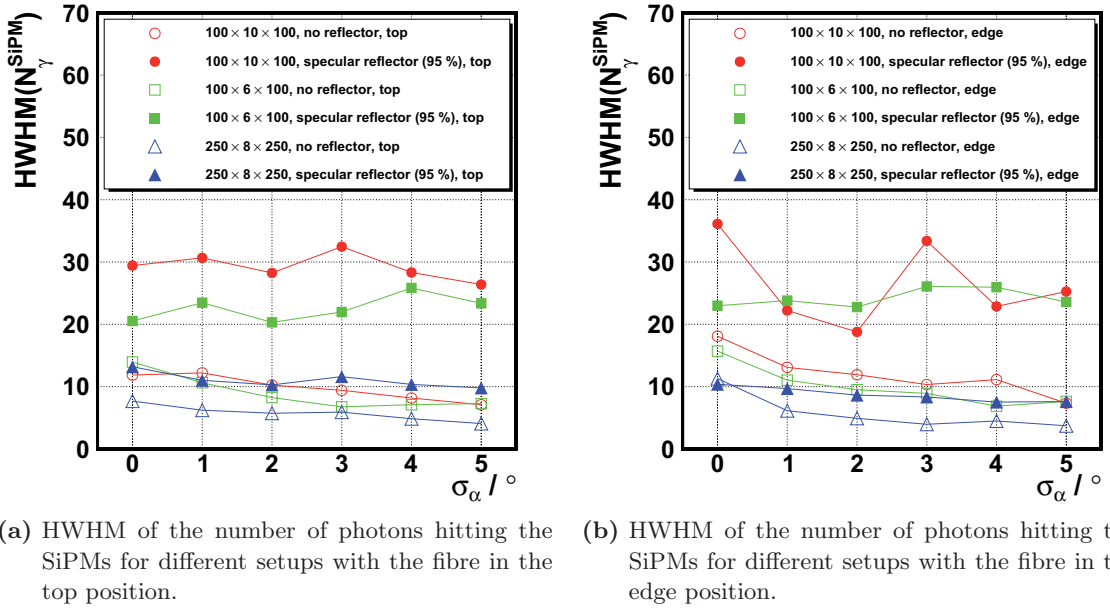 HWHM(N_γ^SiPM)
70
60
50
40
30
20
10
0
100 × 10 × 100, no reflector, top
100 × 10 × 100, specular reflector (95 %), top
100 × 6 × 100, no reflector, top
100 × 6 × 100, specular reflector (95 %), top
250 × 8 × 250, no reflector, top
250 × 8 × 250, specular reflector (95 %), top
0 1 2 3 4 5
σ_α / °
(a) HWHM of the number of photons hitting the
SiPMs for different setups with the fibre in the
top position.
HWHM(N_γ^SiPM)
70
60
50
40
30
20
10
0
100 × 10 × 100, no reflector, edge
100 × 10 × 100, specular reflector (95 %), edge
100 × 6 × 100, no reflector, edge
100 × 6 × 100, specular reflector (95 %), edge
250 × 8 × 250, no reflector, edge
250 × 8 × 250, specular reflector (95 %), edge
0 1 2 3 4 5
σ_α / °
(b) HWHM of the number of photons hitting t
SiPMs for different setups with the fibre in t
edge position.